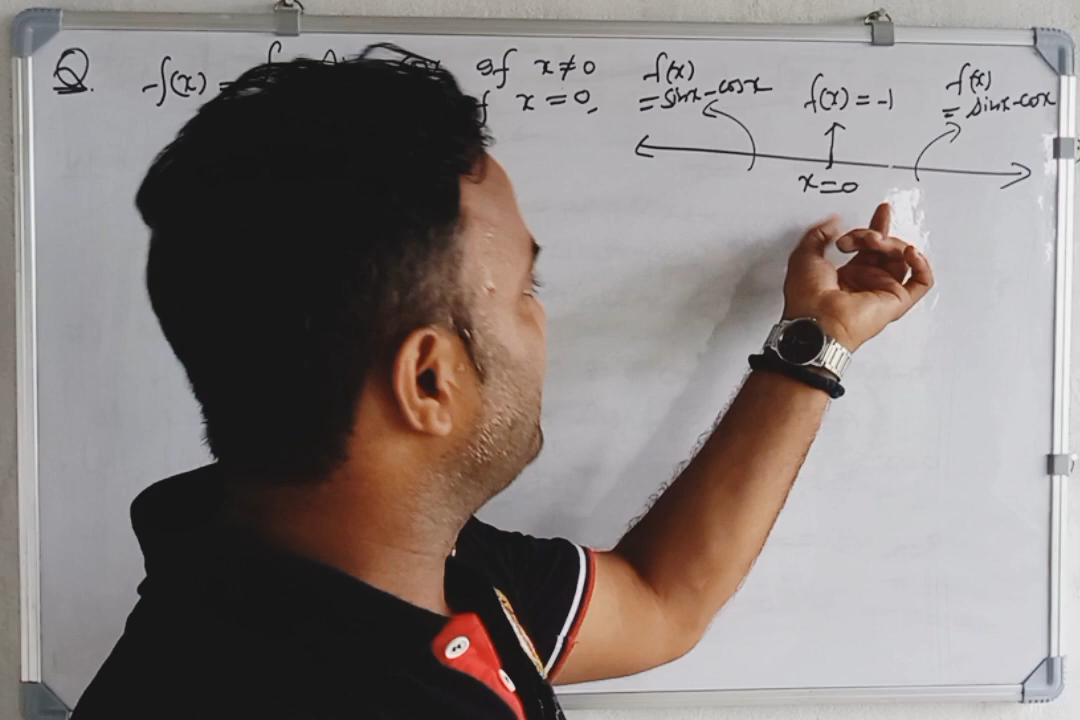 Q. f(x) = if x≠0
x=0,
f(x)
= sinx-cosx
f(x) = -1
f(x)
= sinx-cosx
x=0